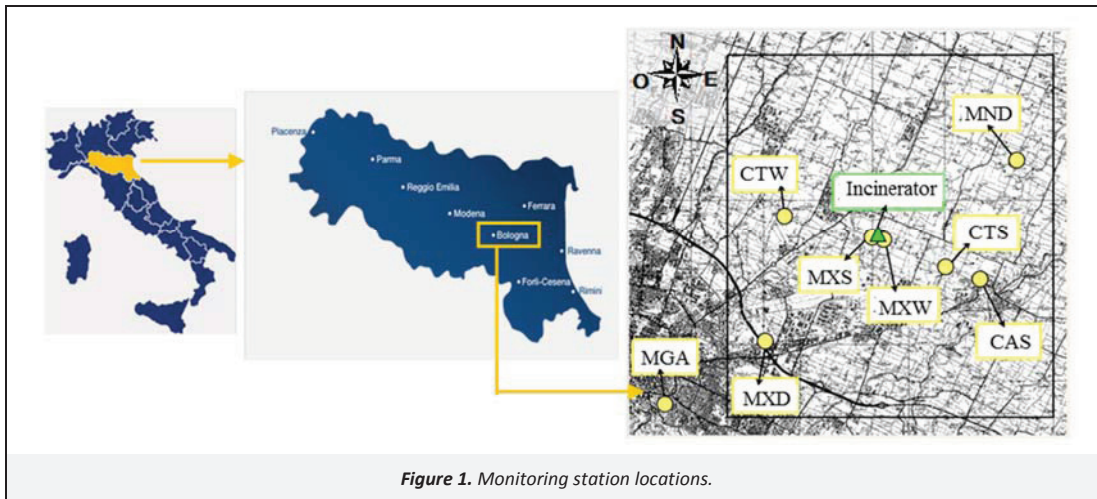 Piacenza
Parma
Reggio Emilia
Modena
Ferrara
Bologna
Ravenna
Forlì-Cesena
Rimini
N
O E
S
MND
CTW
Incinerator
CTS
MXS
MXW
CAS
MGA
MXD
Figure 1. Monitoring station locations.